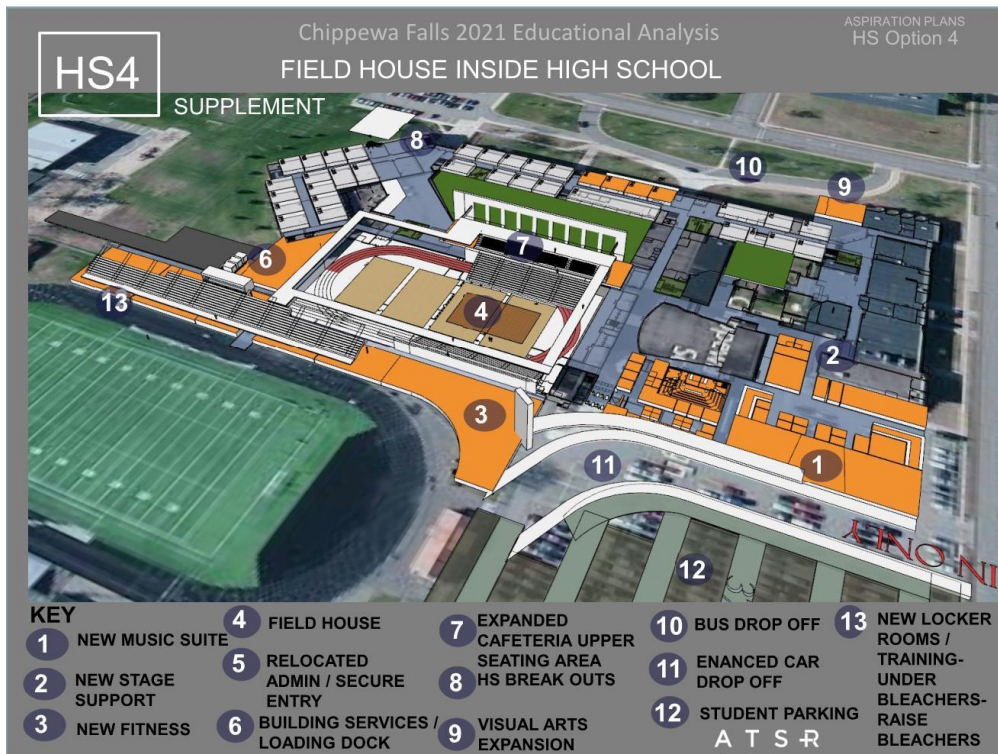 Chippewa Falls 2021 Educational Analysis
ASPIRATION PLANS
HS Option 4
HS4
FIELD HOUSE INSIDE HIGH SCHOOL
SUPPLEMENT
8
10
9
7
6
13
4
2
3
11
1
IN ONLY
12
KEY
1 NEW MUSIC SUITE
2 NEW STAGE
SUPPORT
3 NEW FITNESS
4 FIELD HOUSE
5 RELOCATED
ADMIN / SECURE
ENTRY
6 BUILDING SERVICES /
LOADING DOCK
7 EXPANDED
CAFETERIA UPPER
SEATING AREA
8 HS BREAK OUTS
9 VISUAL ARTS
EXPANSION
10 BUS DROP OFF
11 ENANCED CAR
DROP OFF
12 STUDENT PARKING
13 NEW LOCKER
ROOMS /
TRAINING-
UNDER
BLEACHERS-
RAISE
BLEACHERS
ATS-R